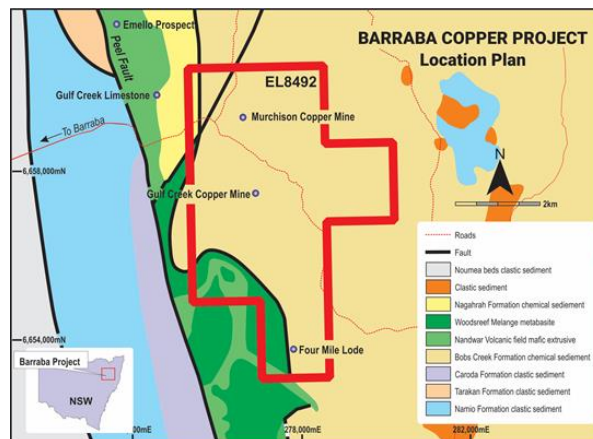 BARRABA COPPER PROJECT
Location Plan
Emello Prospect
Peel Fault
EL8492
Gulf Creek Limestone
Murchison Copper Mine
To Barraba
N
6,658,000mN
Gulf Creek Copper Mine
2km
Roads
Fault
Noumea beds clastic sediment
Clastic sediment
Nagahrah Formation chemical sediement
Woodsreef Melange metabasite
Nandwar Volcanic field mafic extrusive
Bobs Creek Formation chemical sediement
Caroda Formation clastic sediment
Tarakan Formation clastic sediement
Namio Formation clastic sediment
6,654,000mN
Four Mile Lode
Barraba Project
NSW
278,000mE
282,000mE